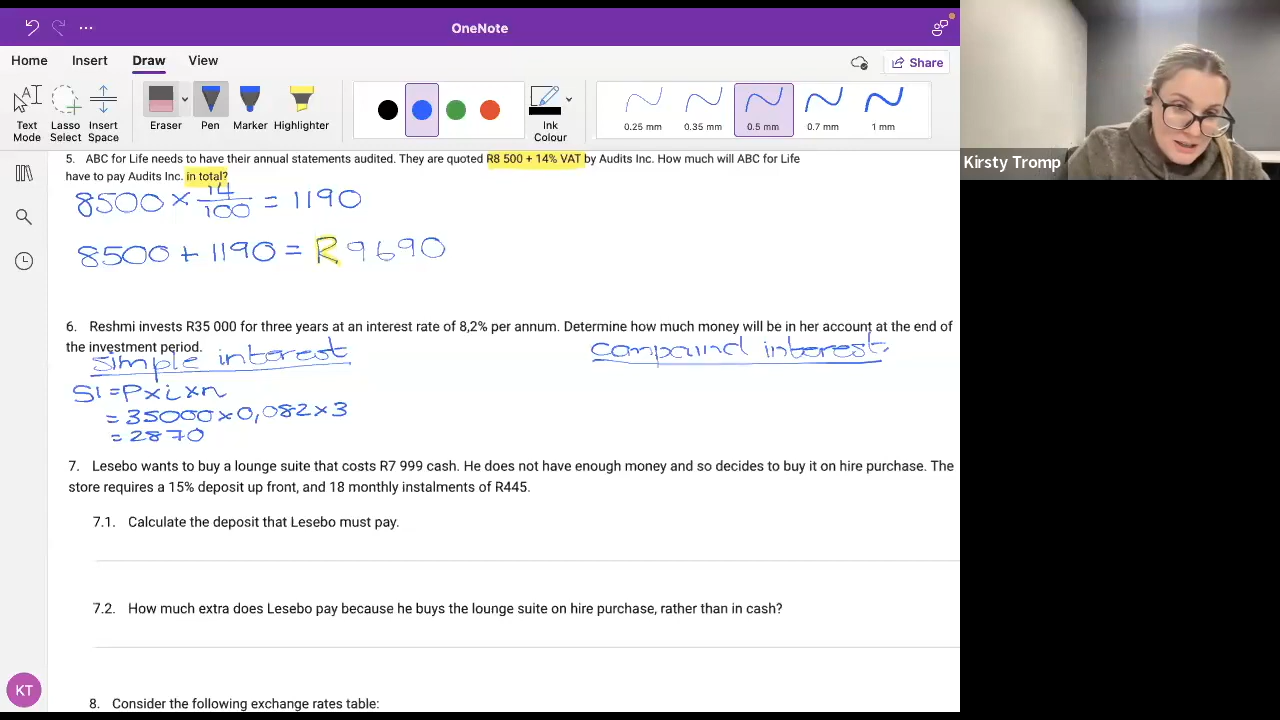 OneNote
Home Insert Draw View
Share
Text Mode
Lasso Select
Insert Space
Eraser
Pen
Marker
Highlighter
Ink Colour
0.25 mm
0.35 mm
0.5 mm
0.7 mm
1 mm
Kirsty Tromp
5. ABC for Life needs to have their annual statements audited. They are quoted R8 500 + 14% VAT by Audits Inc. How much will ABC for Life
have to pay Audits Inc. in total?
8500 × 14/100 = 1190
8500 + 1190 = R9690
6. Reshmi invests R35 000 for three years at an interest rate of 8,2% per annum. Determine how much money will be in her account at the end of
the investment period.
simple interest
compound interest
SI = P × i × n
= 35000 × 0,082 × 3
= 2870
7. Lesebo wants to buy a lounge suite that costs R7 999 cash. He does not have enough money and so decides to buy it on hire purchase. The
store requires a 15% deposit up front, and 18 monthly instalments of R445.
7.1. Calculate the deposit that Lesebo must pay.
7.2. How much extra does Lesebo pay because he buys the lounge suite on hire purchase, rather than in cash?
KT
8. Consider the following exchange rates table: